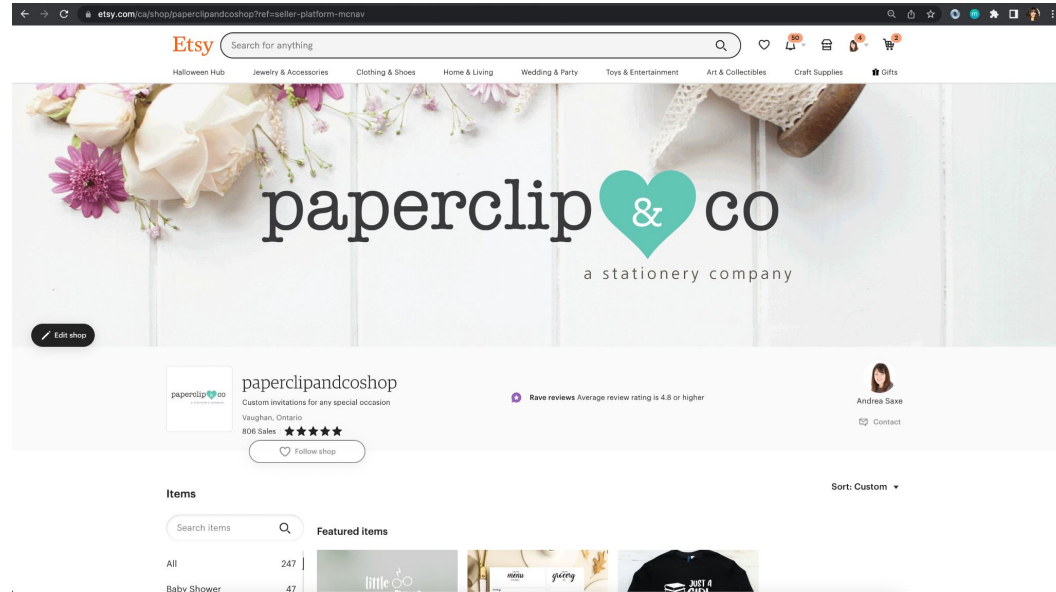 etsy.com/ca/shop/paperclipandcoshop?ref=seller-platform-mcnav
Etsy
Search for anything
50
4
2
Halloween Hub Jewelry & Accessories Clothing & Shoes Home & Living Wedding & Party Toys & Entertainment Art & Collectibles Craft Supplies Gifts
paperclip & co
a stationery company
Edit shop
paperclip & co
paperclipandcoshop
Custom invitations for any special occasion
Vaughan, Ontario
806 Sales
Follow shop
Rave reviews Average review rating is 4.8 or higher
Andrea Saxe
Contact
Items
Sort: Custom
Search items
Featured items
All 247
Baby Shower 47
little
menu
grocery
JUST A